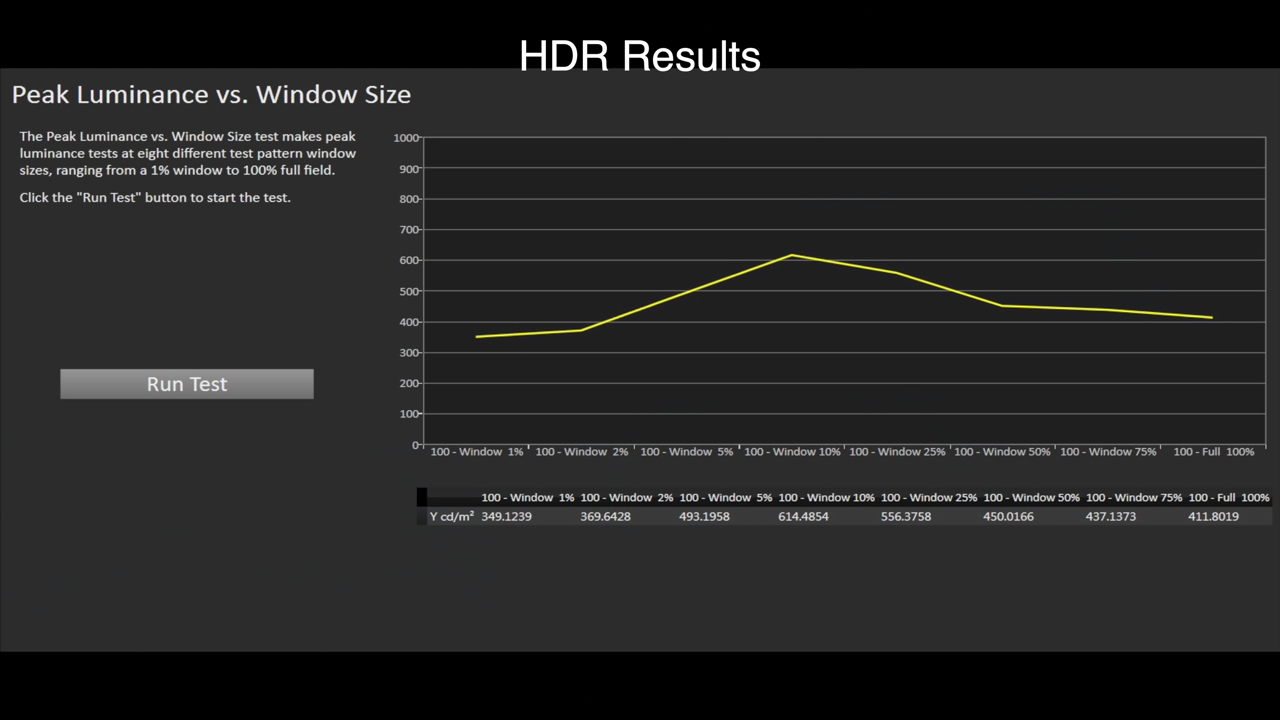 HDR Results
Peak Luminance vs. Window Size
The Peak Luminance vs. Window Size test makes peak
luminance tests at eight different test pattern window
sizes, ranging from a 1% window to 100% full field.
Click the "Run Test" button to start the test.
Run Test
1000
900
800
700
600
500
400
300
200
100
0
100 - Window 1% 100 - Window 2% 100 - Window 5% 100 - Window 10% 100 - Window 25% 100 - Window 50% 100 - Window 75% 100 - Full 100%
100 - Window 1% 100 - Window 2% 100 - Window 5% 100 - Window 10% 100 - Window 25% 100 - Window 50% 100 - Window 75% 100 - Full 100%
Y cd/m² 349.1239 369.6428 493.1958 614.4854 556.3758 450.0166 437.1373 411.8019